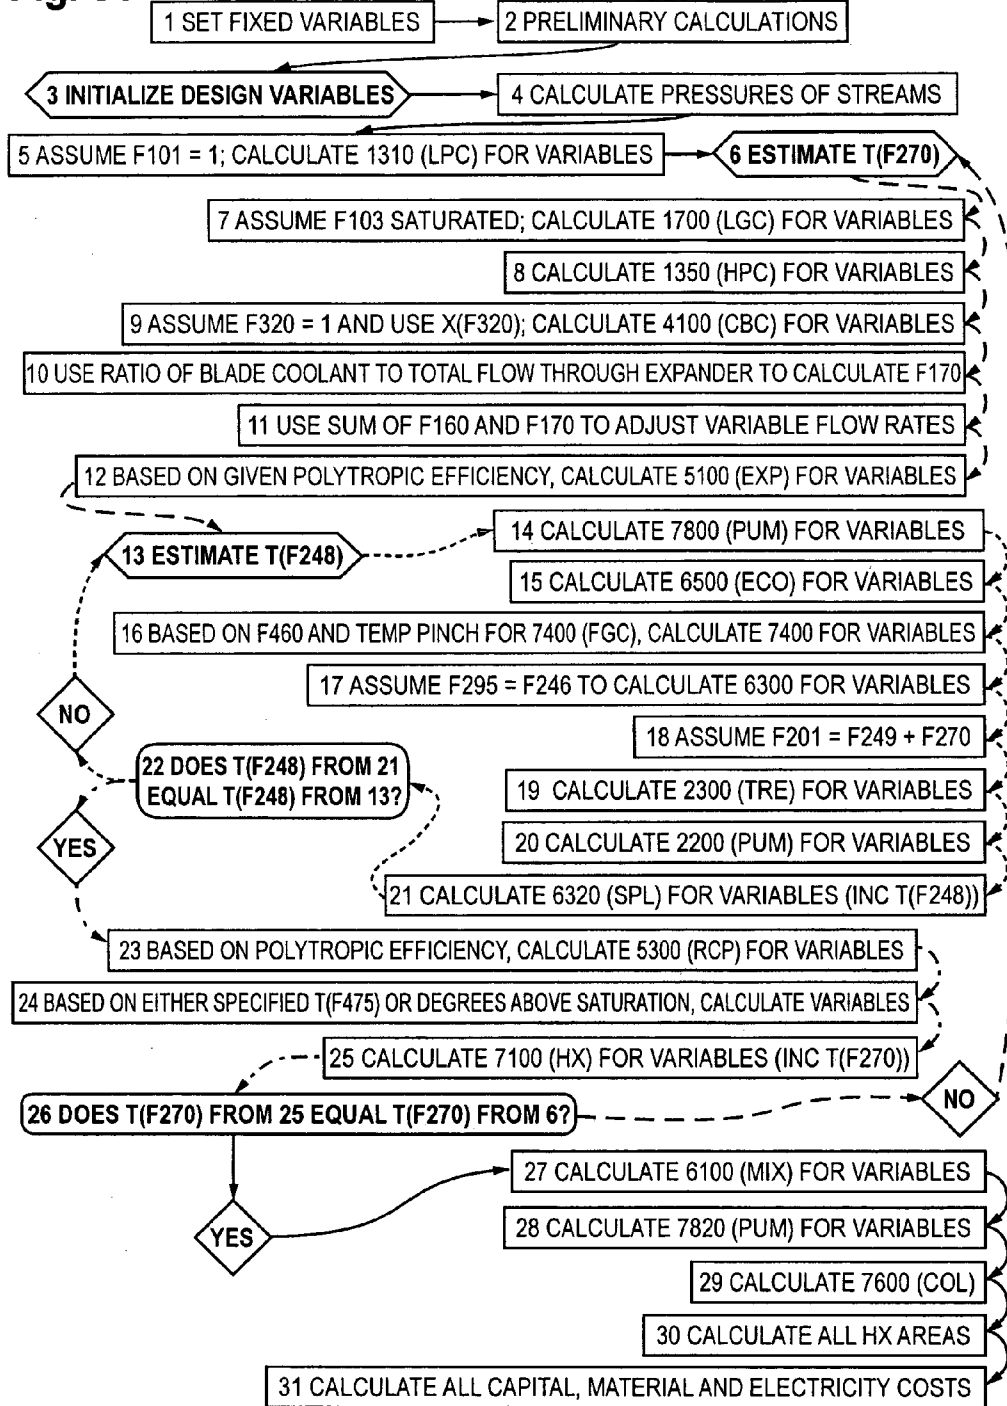 1 SET FIXED VARIABLES
2 PRELIMINARY CALCULATIONS
3 INITIALIZE DESIGN VARIABLES
4 CALCULATE PRESSURES OF STREAMS
5 ASSUME F101 = 1; CALCULATE 1310 (LPC) FOR VARIABLES
6 ESTIMATE T(F270)
7 ASSUME F103 SATURATED; CALCULATE 1700 (LGC) FOR VARIABLES
8 CALCULATE 1350 (HPC) FOR VARIABLES
9 ASSUME F320 = 1 AND USE X(F320); CALCULATE 4100 (CBC) FOR VARIABLES
10 USE RATIO OF BLADE COOLANT TO TOTAL FLOW THROUGH EXPANDER TO CALCULATE F170
11 USE SUM OF F160 AND F170 TO ADJUST VARIABLE FLOW RATES
12 BASED ON GIVEN POLYTROPIC EFFICIENCY, CALCULATE 5100 (EXP) FOR VARIABLES
13 ESTIMATE T(F248)
14 CALCULATE 7800 (PUM) FOR VARIABLES
15 CALCULATE 6500 (ECO) FOR VARIABLES
16 BASED ON F460 AND TEMP PINCH FOR 7400 (FGC), CALCULATE 7400 FOR VARIABLES
17 ASSUME F295 = F246 TO CALCULATE 6300 FOR VARIABLES
NO
18 ASSUME F201 = F249 + F270
22 DOES T(F248) FROM 21
EQUAL T(F248) FROM 13?
19 CALCULATE 2300 (TRE) FOR VARIABLES
20 CALCULATE 2200 (PUM) FOR VARIABLES
YES
21 CALCULATE 6320 (SPL) FOR VARIABLES (INC T(F248))
23 BASED ON POLYTROPIC EFFICIENCY, CALCULATE 5300 (RCP) FOR VARIABLES
24 BASED ON EITHER SPECIFIED T(F475) OR DEGREES ABOVE SATURATION, CALCULATE VARIABLES
25 CALCULATE 7100 (HX) FOR VARIABLES (INC T(F270))
26 DOES T(F270) FROM 25 EQUAL T(F270) FROM 6?
NO
27 CALCULATE 6100 (MIX) FOR VARIABLES
28 CALCULATE 7820 (PUM) FOR VARIABLES
YES
29 CALCULATE 7600 (COL)
30 CALCULATE ALL HX AREAS
31 CALCULATE ALL CAPITAL, MATERIAL AND ELECTRICITY COSTS